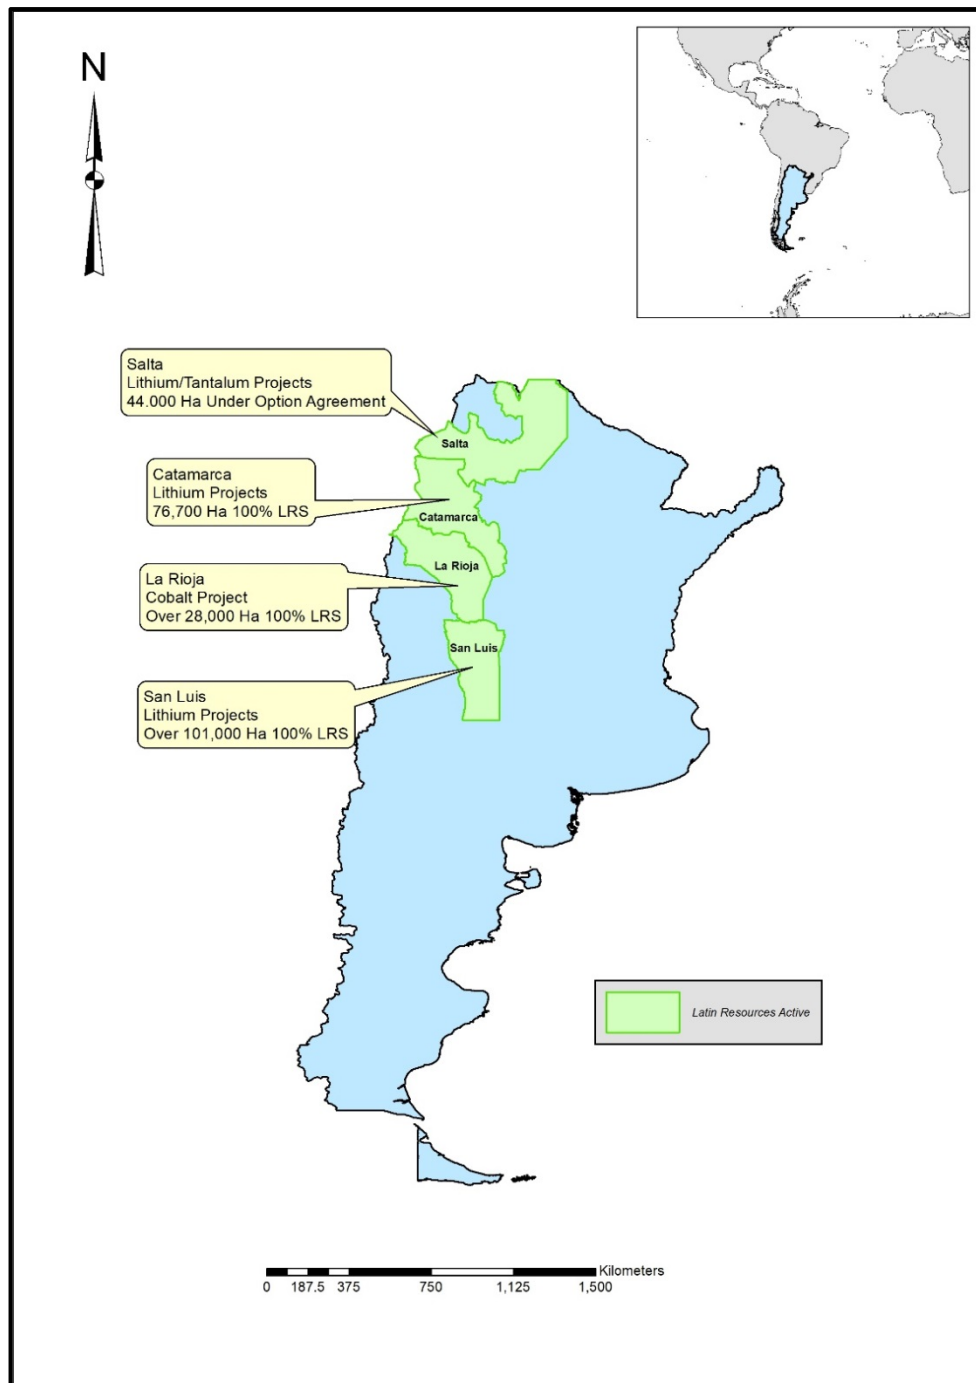 N
Salta
Lithium/Tantalum Projects
44.000 Ha Under Option Agreement
Salta
Catamarca
Lithium Projects
76,700 Ha 100% LRS
Catamarca
La Rioja
Cobalt Project
Over 28,000 Ha 100% LRS
La Rioja
San Luis
San Luis
Lithium Projects
Over 101,000 Ha 100% LRS
Latin Resources Active
Kilometers
0 187.5 375 750 1,125 1,500